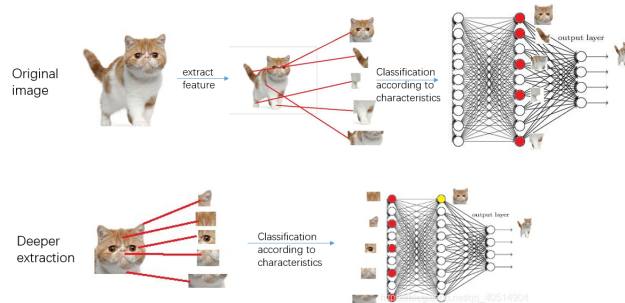 Original
image
extract
feature
Classification
according to
characteristics
output layer
Deeper
extraction
Classification
according to
characteristics
output layer